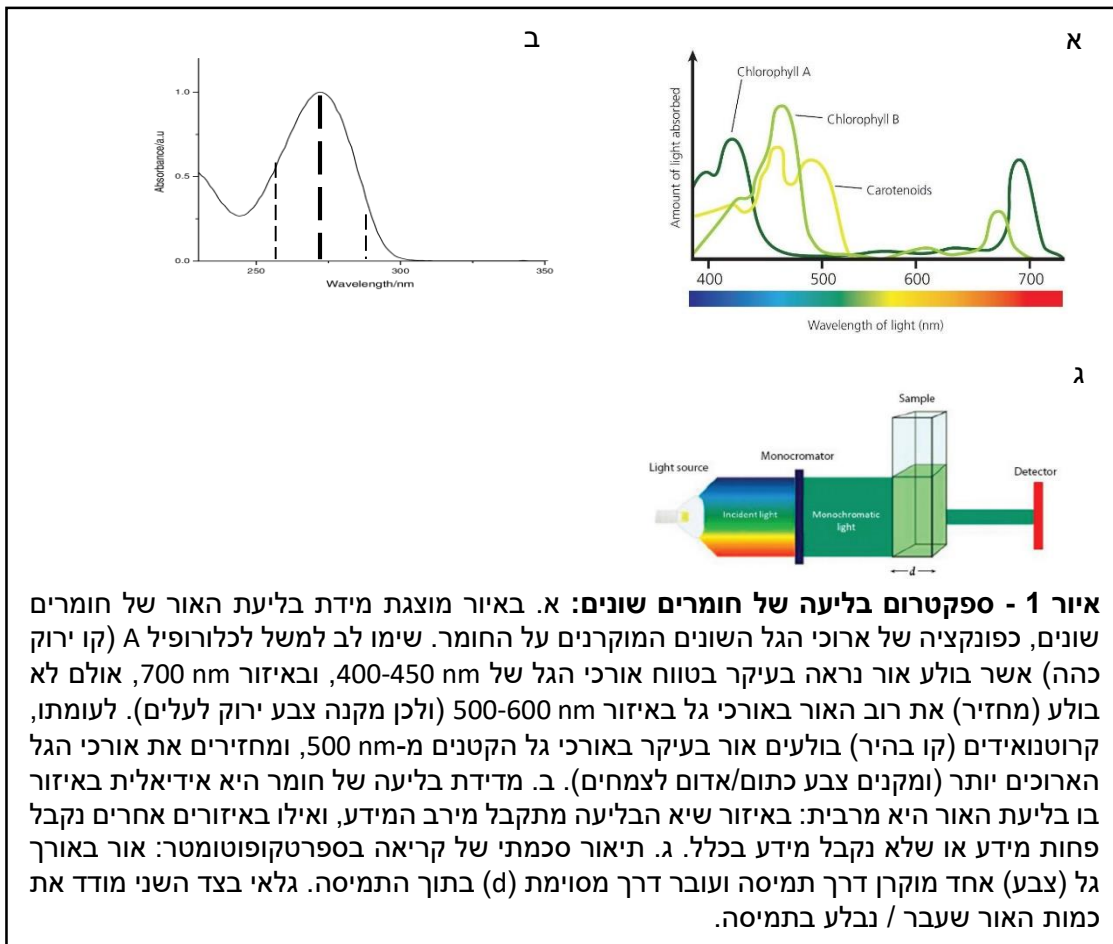 א
Chlorophyll A
Chlorophyll B
Carotenoids
Amount of light absorbed
400 500 600 700
Wavelength of light (nm)
ב
1.0
0.5
0.0
Absorbance/a.u
250 300 350
Wavelength/nm
ג
Sample
Monocromator
Light source
Detector
Incident light
Monochromatic
light
d
איור 1 - ספקטרום בליעה של חומרים שונים: א. באיור מוצגת מידת בליעת האור של חומרים
שונים, כפונקציה של ארוכי הגל השונים המוקרנים על החומר. שימו לב למשל לכלורופיל A (קו ירוק
כהה) אשר בולע אור נראה בעיקר בטווח אורכי הגל של 400-450 nm, ובאיזור 700 nm, אולם לא
בולע (מחזיר) את רוב האור באורכי גל באיזור 500-600 nm (ולכן מקנה צבע ירוק לעלים). לעומתו,
קרוטנואידים (קו בהיר) בולעים אור בעיקר באורכי גל הקטנים מ-500 nm, ומחזירים את אורכי הגל
הארוכים יותר (ומקנים צבע כתום/אדום לצמחים). ב. מדידת בליעה של חומר היא אידיאלית באיזור
בו בליעת האור היא מרבית: באיזור שיא הבליעה מתקבל מירב המידע, ואילו באיזורים אחרים נקבל
פחות מידע או שלא נקבל מידע בכלל. ג. תיאור סכמתי של קריאה בספרטקופוטומטר: אור באורך
גל (צבע) אחד מוקרן דרך תמיסה ועובר דרך מסוימת (d) בתוך התמיסה. גלאי בצד השני מודד את
כמות האור שעבר / נבלע בתמיסה.